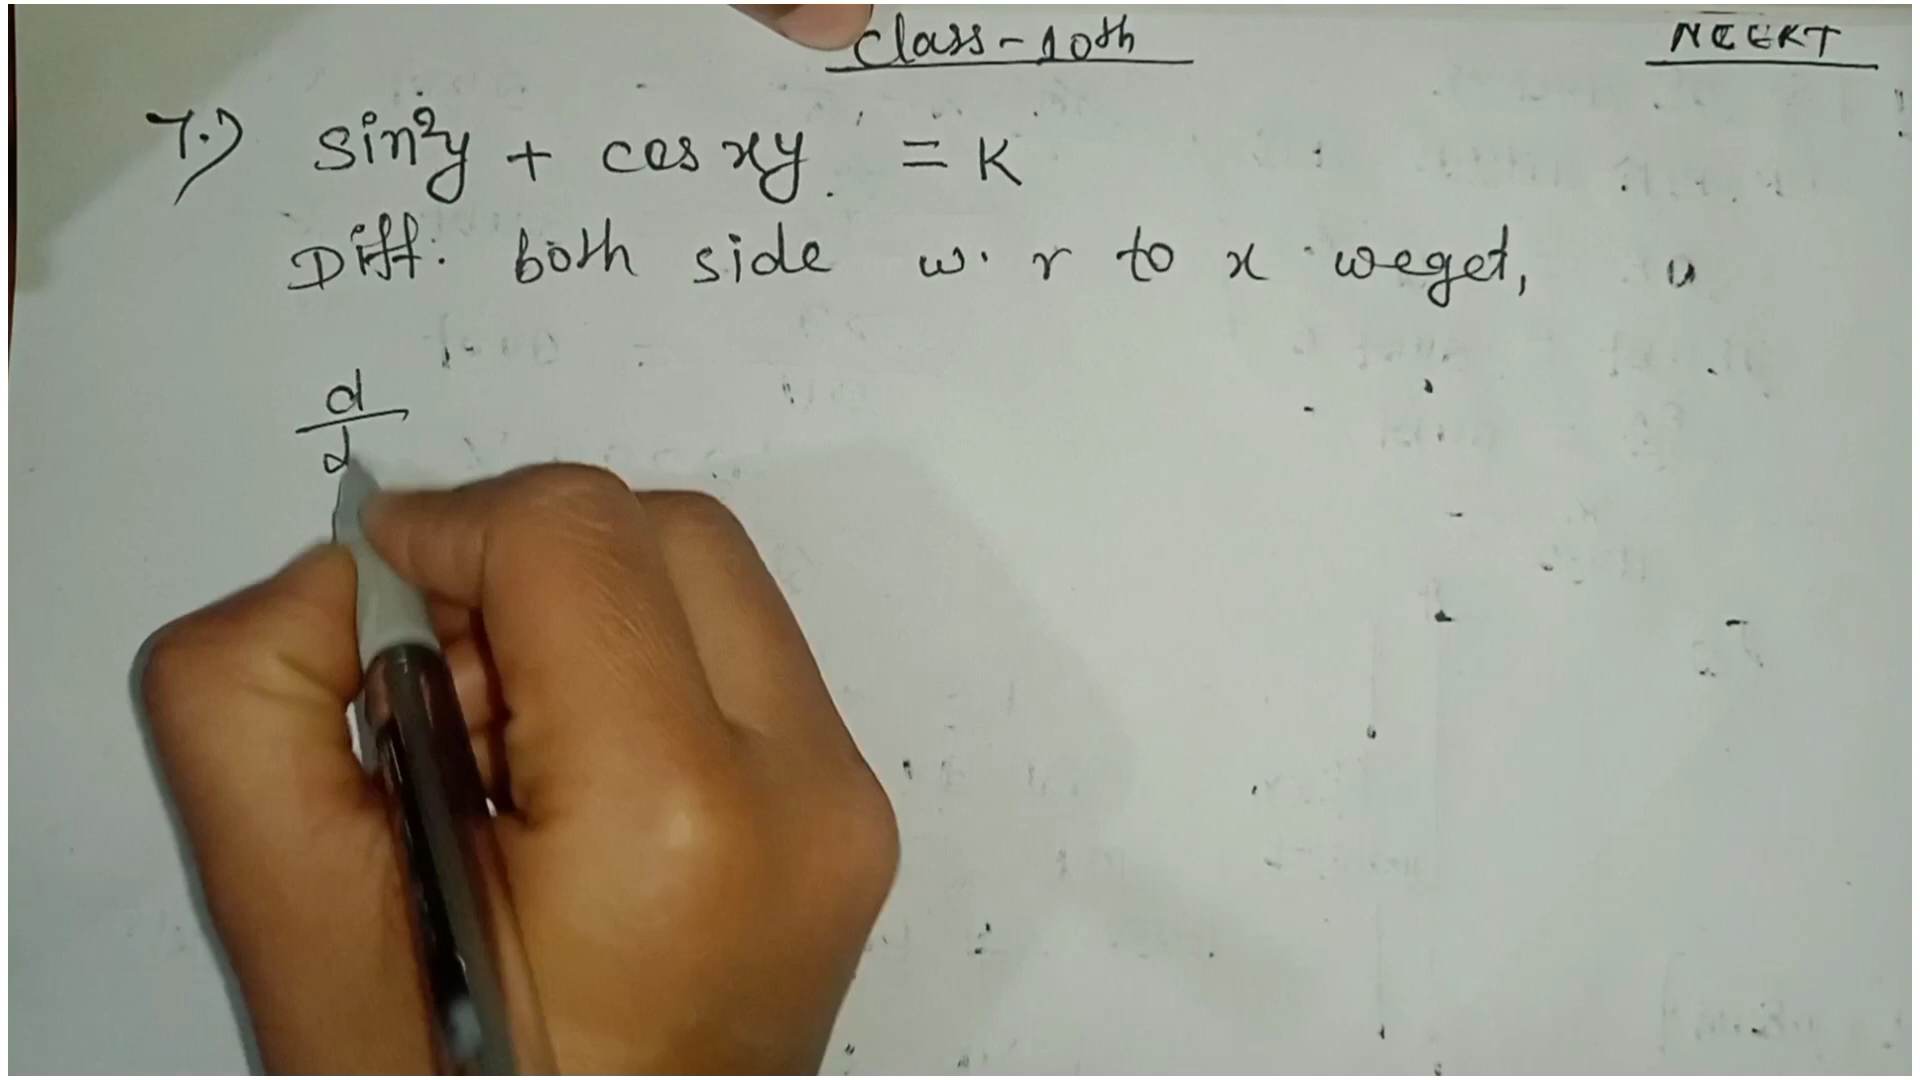 Class-10th
NCERT
7.) sin²y + cos xy = K
Diff. both side w. r to x weget,
d
d